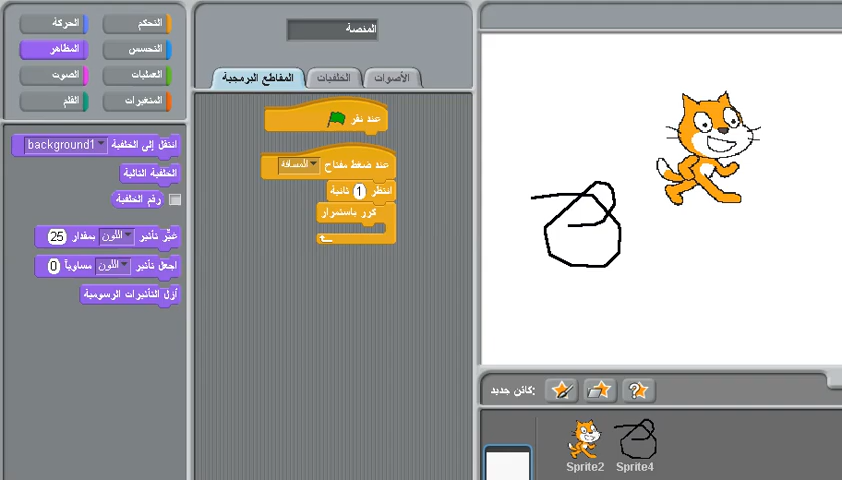 الحركة
التحكم
المظاهر
التحسس
الصوت
العمليات
القلم
المتغيرات
انتقل إلى الخلفية background1
الخلفية التالية
رقم الخلفية
غيِّر تأثير اللون بمقدار 25
اجعل تأثير اللون مساوياً 0
أزل التأثيرات الرسومية
المنصة
المقاطع البرمجية
الخلفيات
الأصوات
عند نقر
عند ضغط مفتاح المسافة
انتظر 1 ثانية
كرر باستمرار
كائن جديد:
Sprite2
Sprite4